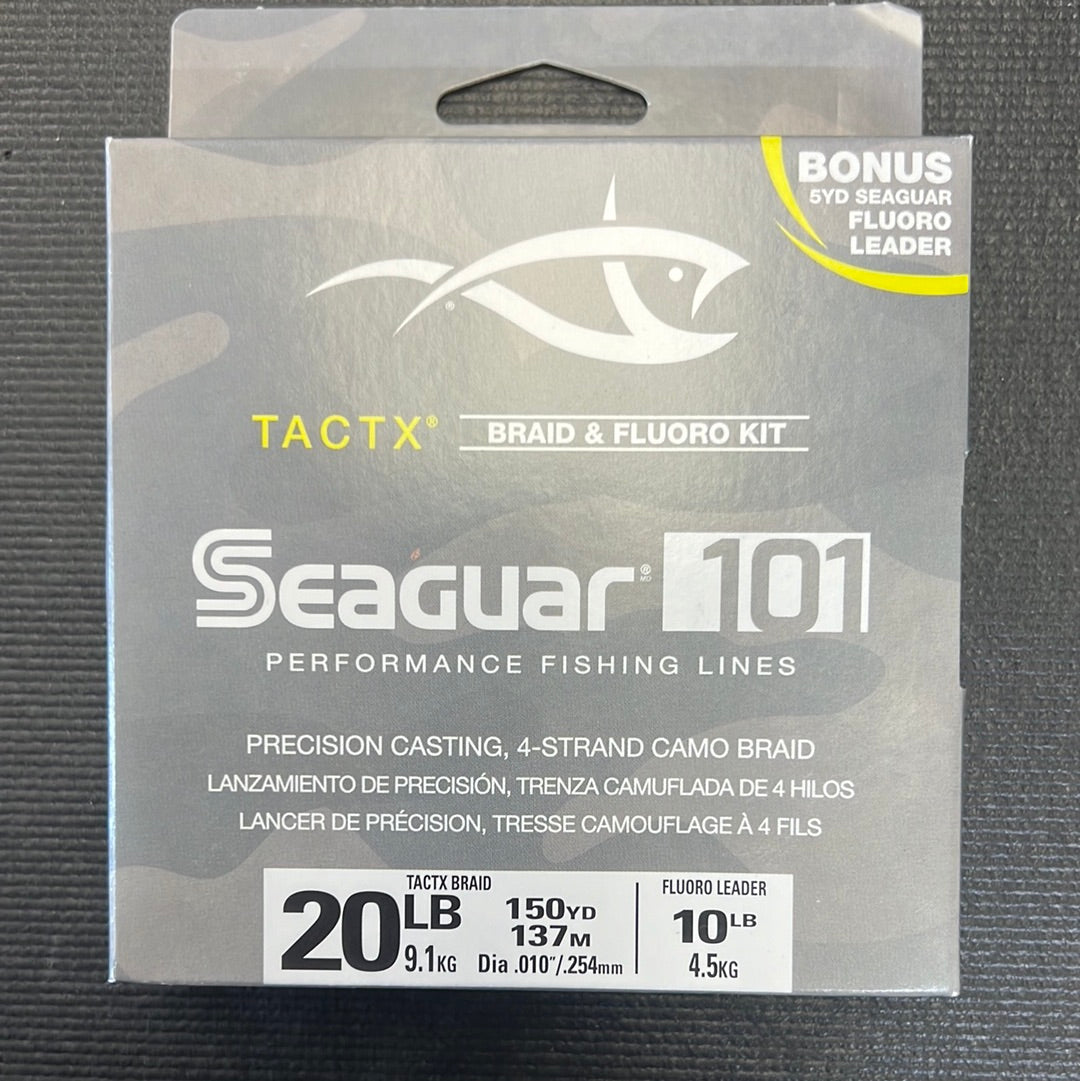 BONUS
5YD SEAGUAR
FLUORO
LEADER
®
TACTX® BRAID & FLUORO KIT
SEAGUAR® MD 101
PERFORMANCE FISHING LINES
PRECISION CASTING, 4-STRAND CAMO BRAID
LANZAMIENTO DE PRECISIÓN, TRENZA CAMUFLADA DE 4 HILOS
LANCER DE PRÉCISION, TRESSE CAMOUFLAGE À 4 FILS
TACTX BRAID
20LB
9.1KG
150YD
137M
Dia .010"/.254mm
FLUORO LEADER
10LB
4.5KG